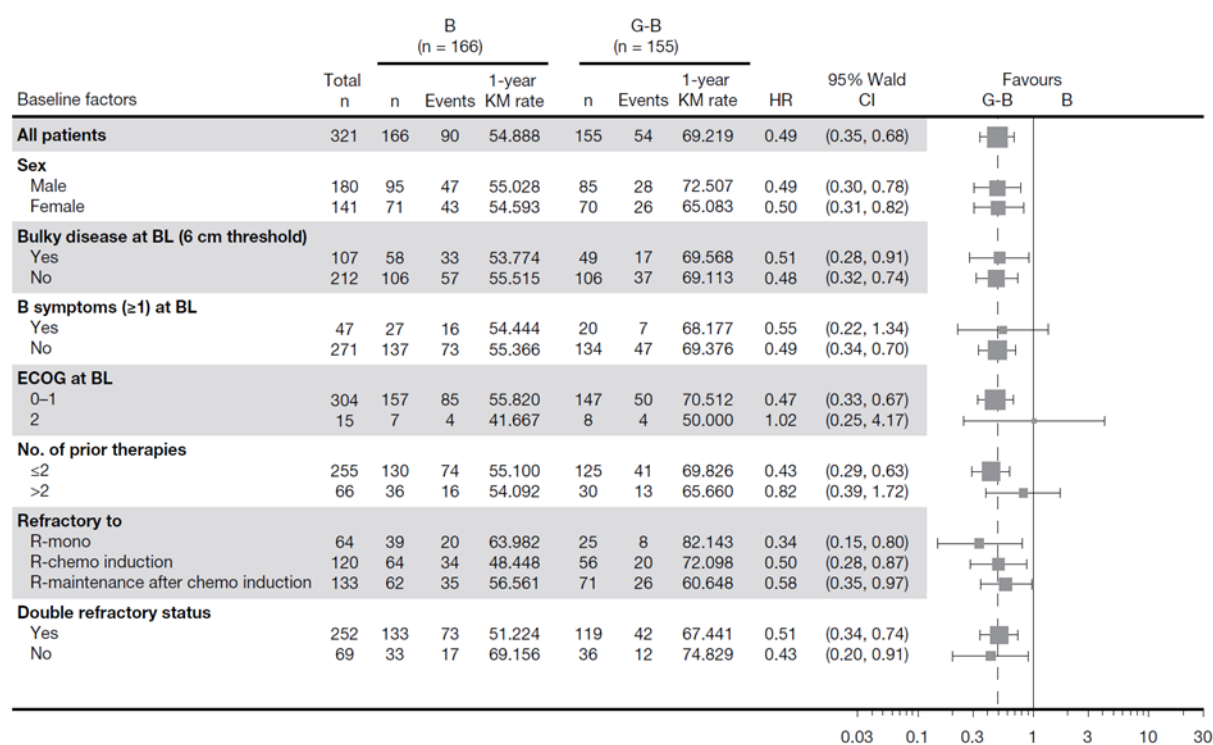 B G-B
(n = 166) (n = 155)
Total 1-year 1-year 95% Wald Favours
Baseline factors n n Events KM rate n Events KM rate HR CI G-B B
All patients 321 166 90 54.888 155 54 69.219 0.49 (0.35, 0.68)
Sex
Male 180 95 47 55.028 85 28 72.507 0.49 (0.30, 0.78)
Female 141 71 43 54.593 70 26 65.083 0.50 (0.31, 0.82)
Bulky disease at BL (6 cm threshold)
Yes 107 58 33 53.774 49 17 69.568 0.51 (0.28, 0.91)
No 212 106 57 55.515 106 37 69.113 0.48 (0.32, 0.74)
B symptoms (≥1) at BL
Yes 47 27 16 54.444 20 7 68.177 0.55 (0.22, 1.34)
No 271 137 73 55.366 134 47 69.376 0.49 (0.34, 0.70)
ECOG at BL
0–1 304 157 85 55.820 147 50 70.512 0.47 (0.33, 0.67)
2 15 7 4 41.667 8 4 50.000 1.02 (0.25, 4.17)
No. of prior therapies
≤2 255 130 74 55.100 125 41 69.826 0.43 (0.29, 0.63)
>2 66 36 16 54.092 30 13 65.660 0.82 (0.39, 1.72)
Refractory to
R-mono 64 39 20 63.982 25 8 82.143 0.34 (0.15, 0.80)
R-chemo induction 120 64 34 48.448 56 20 72.098 0.50 (0.28, 0.87)
R-maintenance after chemo induction 133 62 35 56.561 71 26 60.648 0.58 (0.35, 0.97)
Double refractory status
Yes 252 133 73 51.224 119 42 67.441 0.51 (0.34, 0.74)
No 69 33 17 69.156 36 12 74.829 0.43 (0.20, 0.91)
0.03 0.1 0.3 1 3 10 30